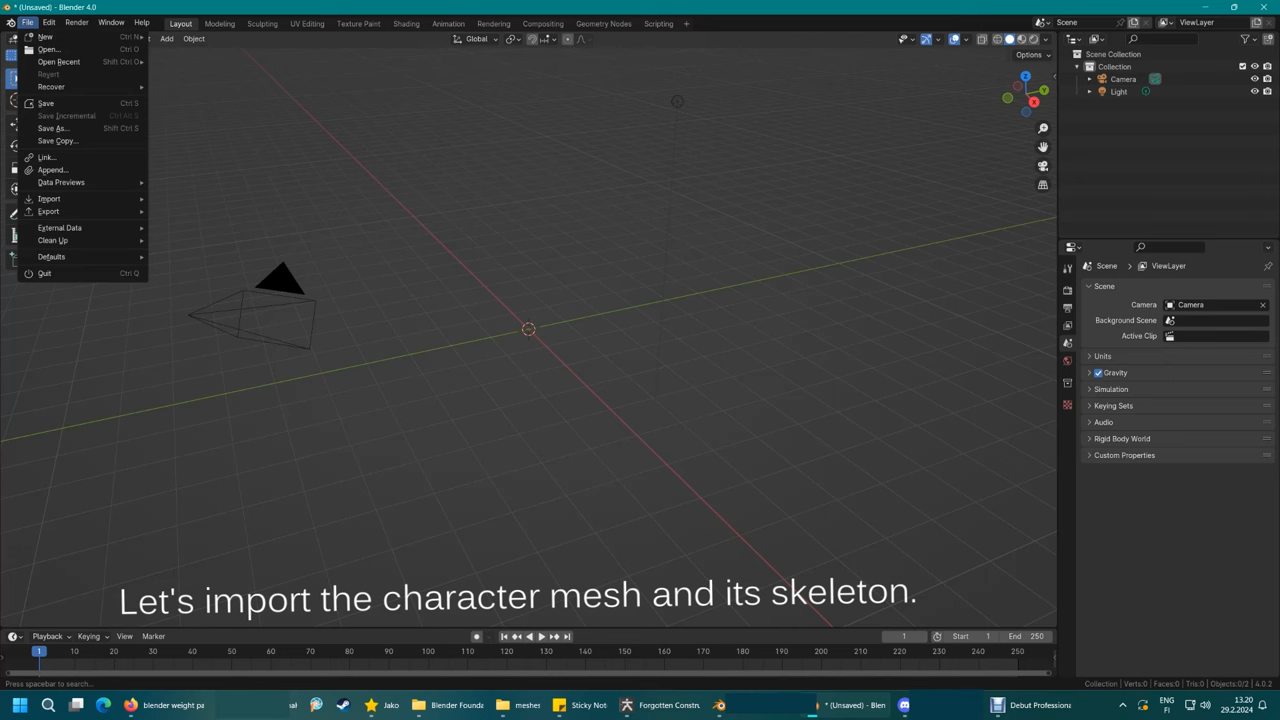 * (Unsaved) - Blender 4.0
File Edit Render Window Help Layout Modeling Sculpting UV Editing Texture Paint Shading Animation Rendering Compositing Geometry Nodes Scripting + Scene ViewLayer
New Ctrl N
Open... Ctrl O
Open Recent Shift Ctrl O
Revert
Recover
Save Ctrl S
Save Incremental Ctrl Alt S
Save As... Shift Ctrl S
Save Copy...
Link...
Append...
Data Previews
Import
Export
External Data
Clean Up
Defaults
Quit Ctrl Q
Add Object Global
Options
X
Y
Z
Scene Collection
Collection
Camera
Light
Scene > ViewLayer
Scene
Camera Camera
Background Scene
Active Clip
Units
Gravity
Simulation
Keying Sets
Audio
Rigid Body World
Custom Properties
Let's import the character mesh and its skeleton.
Playback Keying View Marker 1 Start 1 End 250
1 10 20 30 40 50 60 70 80 90 100 110 120 130 140 150 160 170 180 190 200 210 220 230 240 250
Press spacebar to search...
Collection | Verts:0 | Faces:0 | Tris:0 | Objects:0/2 | 4.0.2
blender weight pa Jako Blender Founda meshes Sticky Not Forgotten Constru * (Unsaved) - Blen Debut Professiona
ENG
FI
13.20
29.2.2024